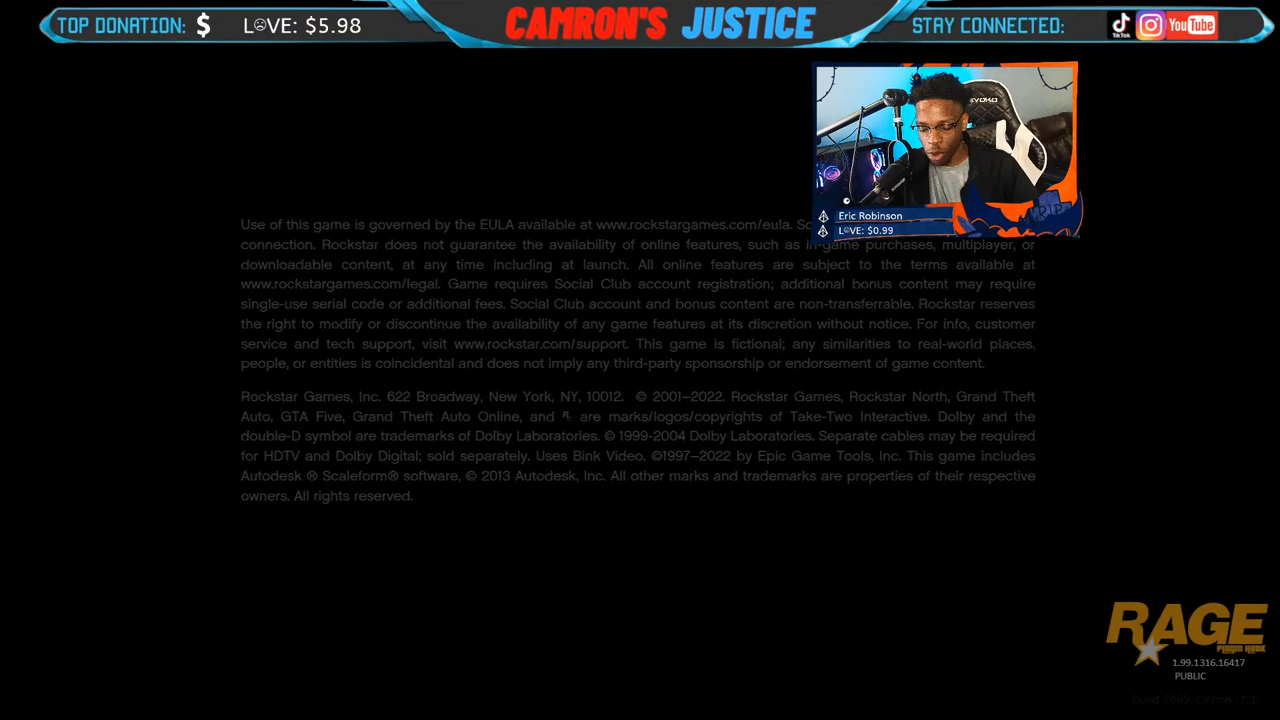 TOP DONATION: $ L☹VE: $5.98
CAMRON'S JUSTICE
STAY CONNECTED:
TikTok
YouTube
Eric Robinson
L☹VE: $0.99
Use of this game is governed by the EULA available at www.rockstargames.com/eula.
connection. Rockstar does not guarantee the availability of online features, such as in-game purchases, multiplayer, or
downloadable content, at any time including at launch. All online features are subject to the terms available at
www.rockstargames.com/legal. Game requires Social Club account registration; additional bonus content may require
single-use serial code or additional fees. Social Club account and bonus content are non-transferrable. Rockstar reserves
the right to modify or discontinue the availability of any game features at its discretion without notice. For info, customer
service and tech support, visit www.rockstar.com/support. This game is fictional; any similarities to real-world places,
people, or entities is coincidental and does not imply any third-party sponsorship or endorsement of game content.
Rockstar Games, Inc. 622 Broadway, New York, NY, 10012. © 2001–2022. Rockstar Games, Rockstar North, Grand Theft
Auto, GTA Five, Grand Theft Auto Online, and R* are marks/logos/copyrights of Take-Two Interactive. Dolby and the
double-D symbol are trademarks of Dolby Laboratories. © 1999-2004 Dolby Laboratories. Separate cables may be required
for HDTV and Dolby Digital; sold separately. Uses Bink Video. ©1997–2022 by Epic Game Tools, Inc. This game includes
Autodesk ® Scaleform® software, © 2013 Autodesk, Inc. All other marks and trademarks are properties of their respective
owners. All rights reserved.
RAGE
PLUGIN HOOK
1.99.1316.16417
PUBLIC